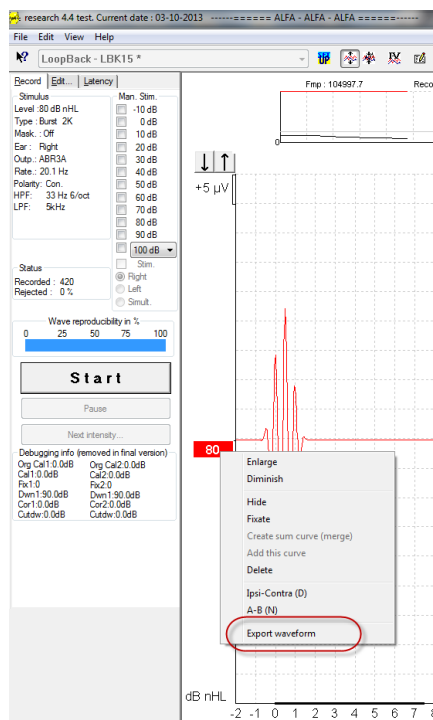 research 4.4 test. Current date : 03-10-2013 ------====== ALFA - ALFA - ALFA ======------
File Edit View Help
LoopBack - LBK15 *
UP
Record Edit... Latency
Stimulus
Level :80 dB nHL
Type : Burst 2K
Mask. : Off
Ear : Right
Outp.: ABR3A
Rate.: 20.1 Hz
Polarity: Con.
HPF: 33 Hz 6/oct
LPF: 5kHz
Man. Stim.
-10 dB
0 dB
10 dB
20 dB
30 dB
40 dB
50 dB
60 dB
70 dB
80 dB
90 dB
100 dB
Stim.
Right
Left
Simult.
Status
Recorded : 420
Rejected : 0 %
Wave reproducibility in %
0 25 50 75 100
Start
Pause
Next intensity...
Debugging info (removed in final version)
Org Cal1:0.0dB Org Cal2:0.0dB
Cal1:0.0dB Cal2:0.0dB
Fix1:0 Fix2:0
Dwn1:90.0dB Dwn1:90.0dB
Cor1:0.0dB Cor2:0.0dB
Cutdw:0.0dB Cutdw:0.0dB
Fmp : 104997.7 Reco
0
+5 µV
80
Enlarge
Diminish
Hide
Fixate
Create sum curve (merge)
Add this curve
Delete
Ipsi-Contra (D)
A-B (N)
Export waveform
dB nHL
-2 -1 0 1 2 3 4 5 6 7 8